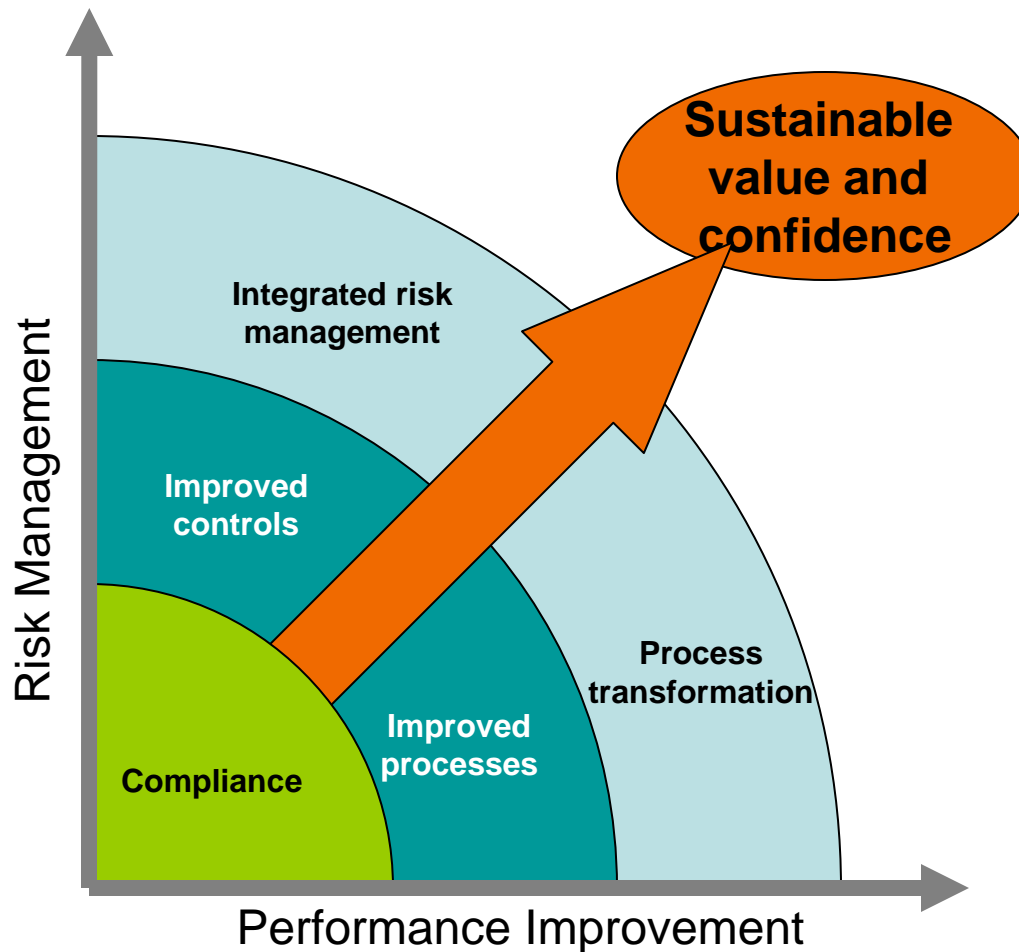 Sustainable
value and
confidence
Integrated risk
management
Risk Management
Improved
controls
Process
transformation
Improved
processes
Compliance
Performance Improvement